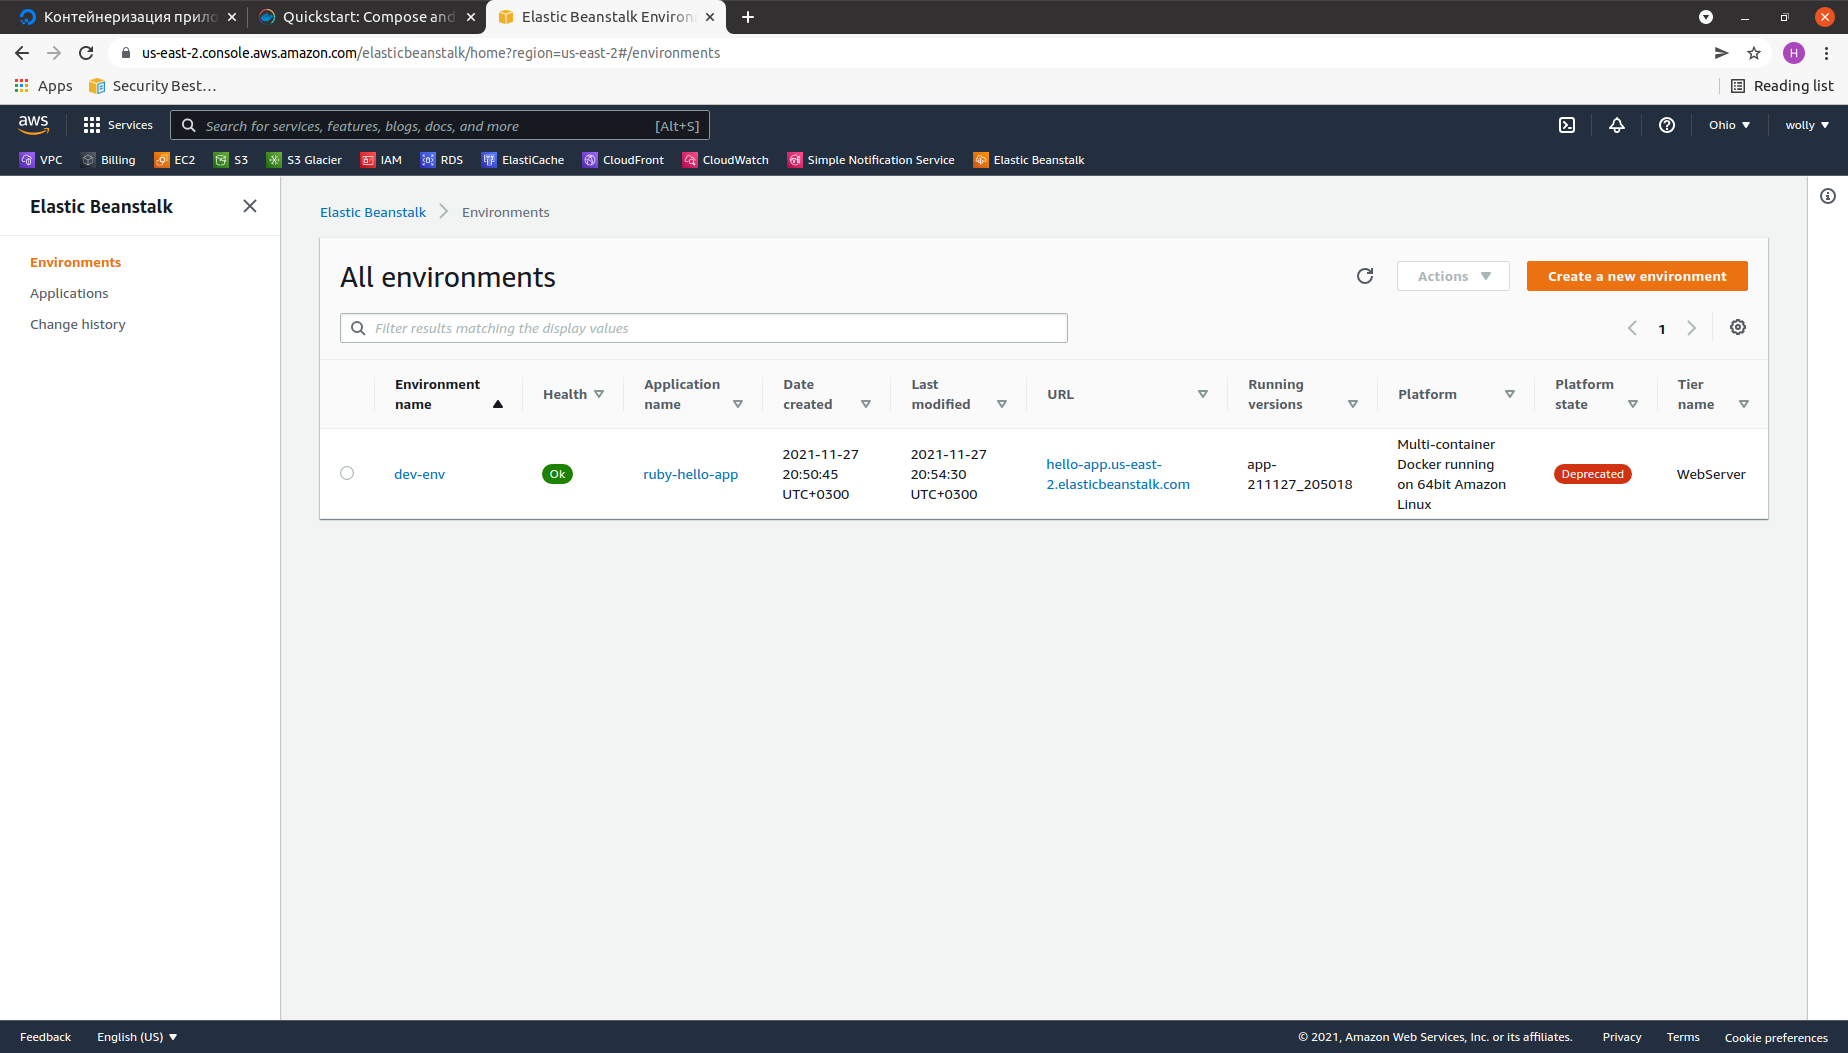 Контейнеризация прило
Quickstart: Compose and
Elastic Beanstalk Environ
us-east-2.console.aws.amazon.com/elasticbeanstalk/home?region=us-east-2#/environments
H
Apps
Security Best…
Reading list
aws
Services
Search for services, features, blogs, docs, and more
[Alt+S]
Ohio
wolly
VPC
Billing
EC2
S3
S3 Glacier
IAM
RDS
ElastiCache
CloudFront
CloudWatch
Simple Notification Service
Elastic Beanstalk
Elastic Beanstalk
Environments
Applications
Change history
Elastic Beanstalk
Environments
All environments
Actions
Create a new environment
Filter results matching the display values
1
Environment
name
Health
Application
name
Date
created
Last
modified
URL
Running
versions
Platform
Platform
state
Tier
name
dev-env
Ok
ruby-hello-app
2021-11-27
20:50:45
UTC+0300
2021-11-27
20:54:30
UTC+0300
hello-app.us-east-
2.elasticbeanstalk.com
app-
211127_205018
Multi-container
Docker running
on 64bit Amazon
Linux
Deprecated
WebServer
Feedback
English (US)
© 2021, Amazon Web Services, Inc. or its affiliates.
Privacy
Terms
Cookie preferences